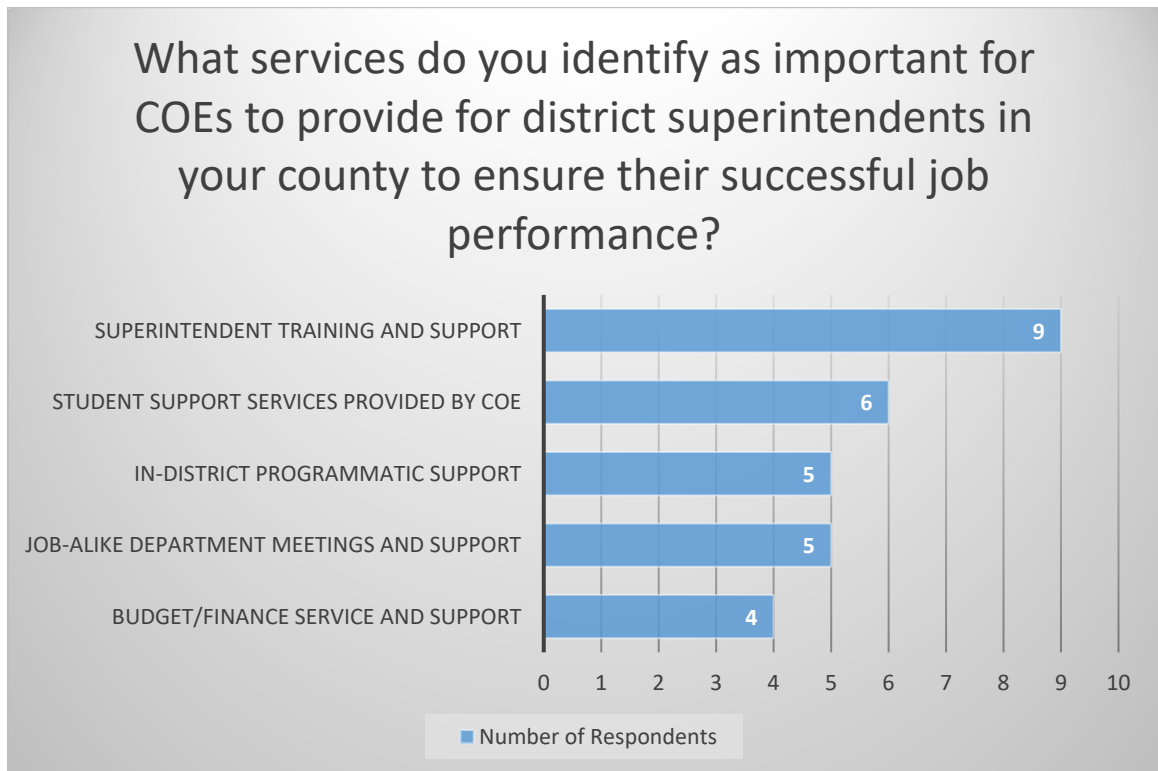 What services do you identify as important for
COEs to provide for district superintendents in
your county to ensure their successful job
performance?
SUPERINTENDENT TRAINING AND SUPPORT
9
STUDENT SUPPORT SERVICES PROVIDED BY COE
6
IN-DISTRICT PROGRAMMATIC SUPPORT
5
JOB-ALIKE DEPARTMENT MEETINGS AND SUPPORT
5
BUDGET/FINANCE SERVICE AND SUPPORT
4
0 1 2 3 4 5 6 7 8 9 10
Number of Respondents